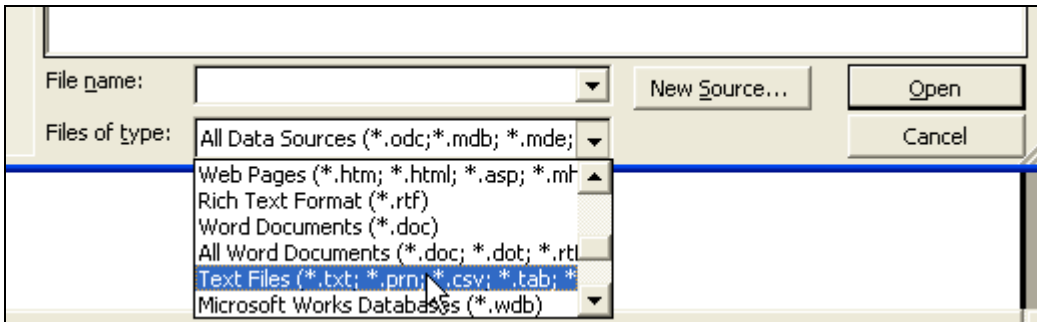 File name:
New Source...
Open
Files of type:
All Data Sources (*.odc;*.mdb; *.mde;
Cancel
Web Pages (*.htm; *.html; *.asp; *.mh
Rich Text Format (*.rtf)
Word Documents (*.doc)
All Word Documents (*.doc; *.dot; *.rtf
Text Files (*.txt; *.prn; *.csv; *.tab; *
Microsoft Works Databases (*.wdb)